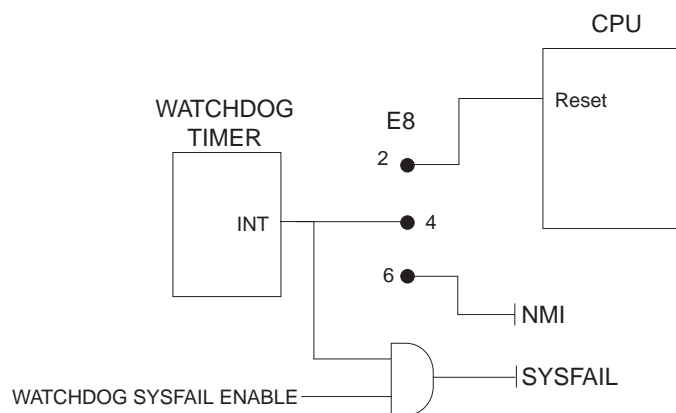 CPU
Reset
WATCHDOG
TIMER
E8
2
INT
4
6
NMI
SYSFAIL
WATCHDOG SYSFAIL ENABLE